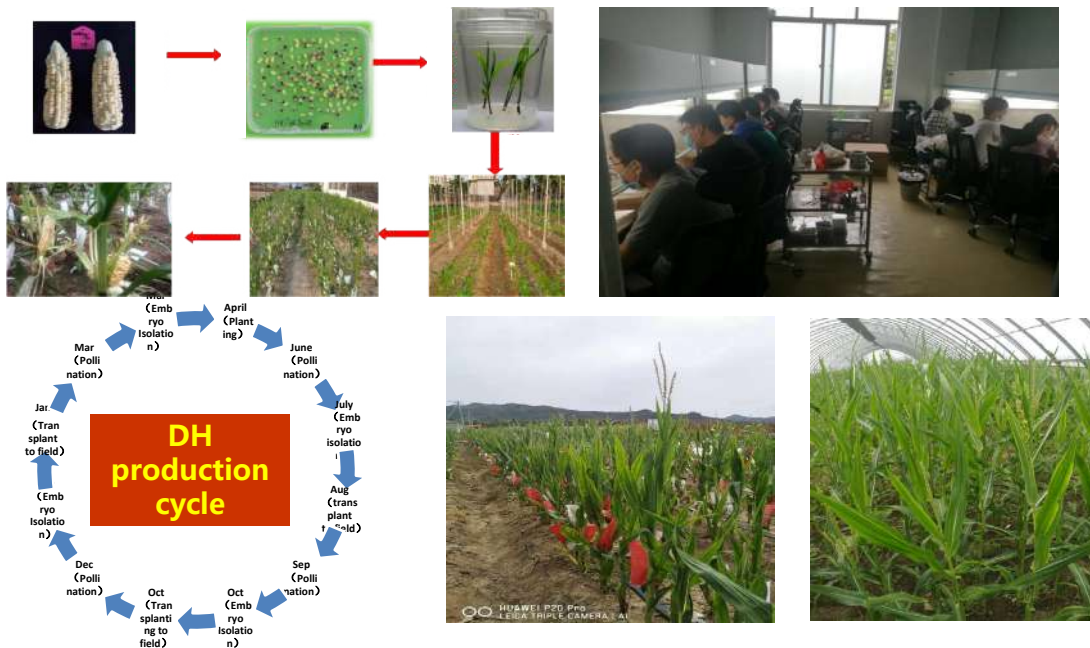 （Emb
ryo
Isolatio
n）
April
（Plant
ing）
June
（Polli
nation）
July
（Emb
ryo
isolati
Aug
（trans
plant
Sep
（Polli
nation）
Oct
（Emb
ryo
Isolatio
n）
Oct
（Tran
splanti
ng to
field）
Dec
（Polli
nation）
（Emb
ryo
Isolatio
n）
（Tran
splant
to field）
Mar
（Polli
nation）
DH
production
cycle
HUAWEI P20 Pro
LEICA TRIPLE CAMERA | AI